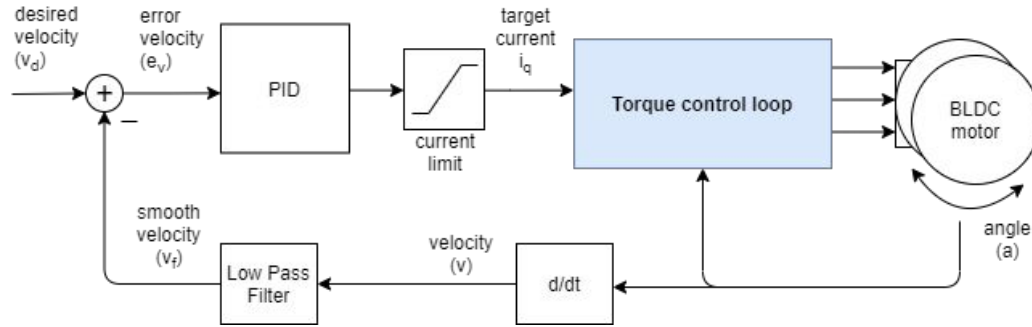 desired
velocity
(v_d)
error
velocity
(e_v)
+
−
PID
current
limit
target
current
i_q
Torque control loop
BLDC
motor
angle
(a)
d/dt
velocity
(v)
Low Pass
Filter
smooth
velocity
(v_f)